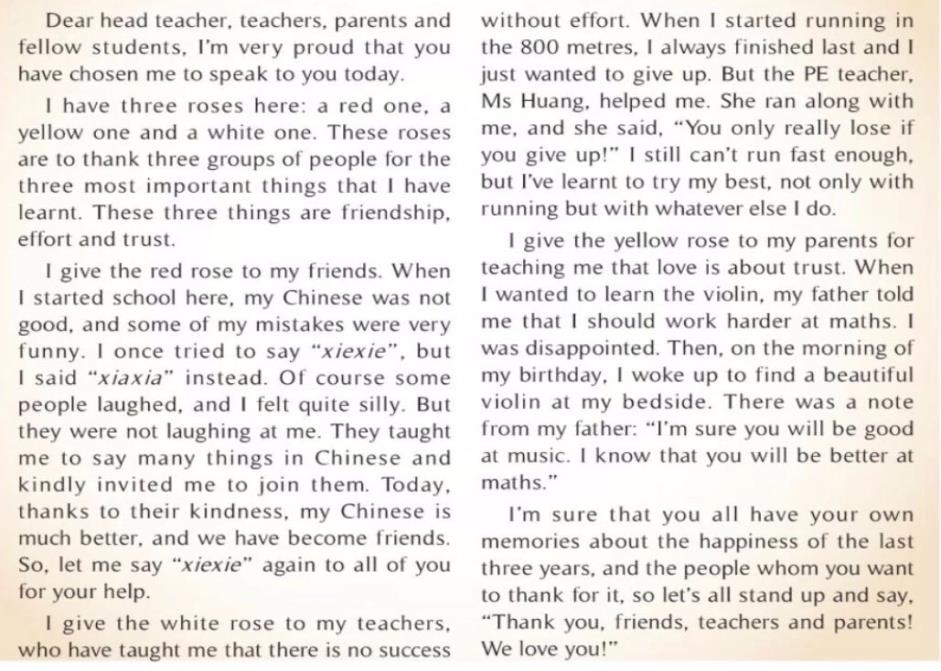 Dear head teacher, teachers, parents and
fellow students, I'm very proud that you
have chosen me to speak to you today.
I have three roses here: a red one, a
yellow one and a white one. These roses
are to thank three groups of people for the
three most important things that I have
learnt. These three things are friendship,
effort and trust.
I give the red rose to my friends. When
I started school here, my Chinese was not
good, and some of my mistakes were very
funny. I once tried to say “xiexie”, but
I said “xiaxia” instead. Of course some
people laughed, and I felt quite silly. But
they were not laughing at me. They taught
me to say many things in Chinese and
kindly invited me to join them. Today,
thanks to their kindness, my Chinese is
much better, and we have become friends.
So, let me say “xiexie” again to all of you
for your help.
I give the white rose to my teachers,
who have taught me that there is no success
without effort. When I started running in
the 800 metres, I always finished last and I
just wanted to give up. But the PE teacher,
Ms Huang, helped me. She ran along with
me, and she said, “You only really lose if
you give up!” I still can't run fast enough,
but I've learnt to try my best, not only with
running but with whatever else I do.
I give the yellow rose to my parents for
teaching me that love is about trust. When
I wanted to learn the violin, my father told
me that I should work harder at maths. I
was disappointed. Then, on the morning of
my birthday, I woke up to find a beautiful
violin at my bedside. There was a note
from my father: “I'm sure you will be good
at music. I know that you will be better at
maths.”
I'm sure that you all have your own
memories about the happiness of the last
three years, and the people whom you want
to thank for it, so let's all stand up and say,
“Thank you, friends, teachers and parents!
We love you!”